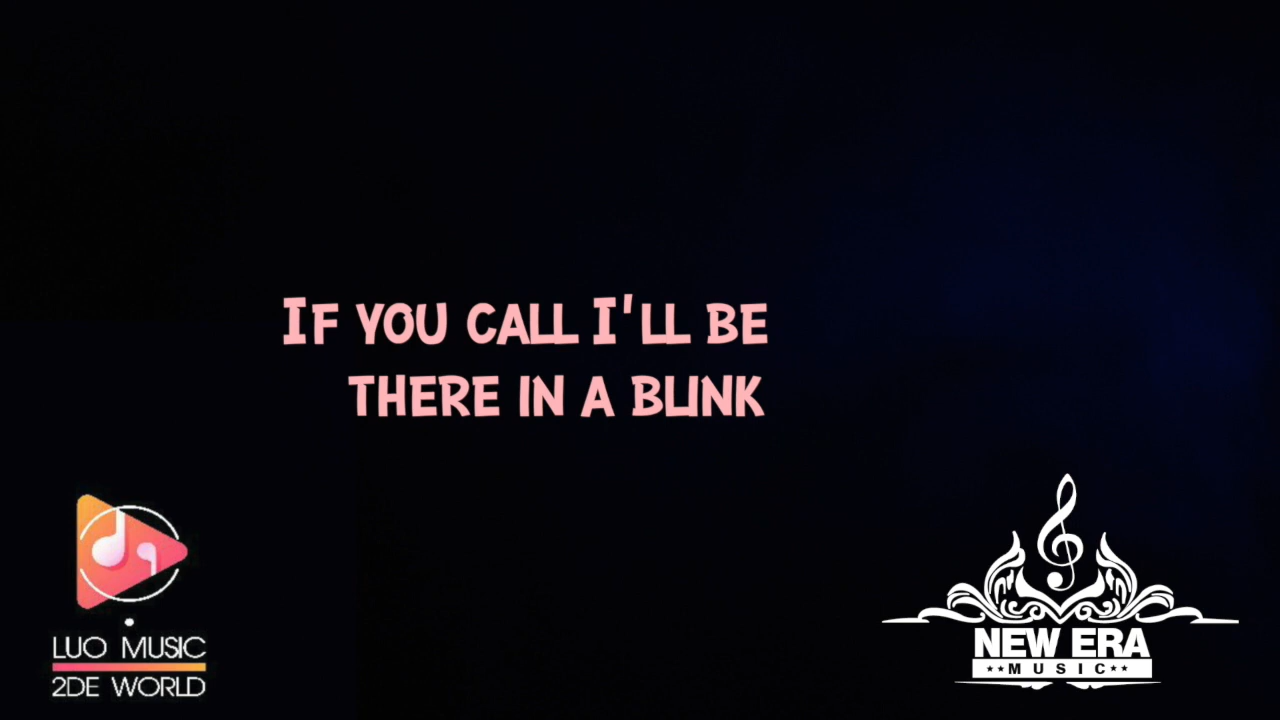 If you call I'll be
there in a blink
LUO MUSIC
2DE WORLD
NEW ERA
MUSIC